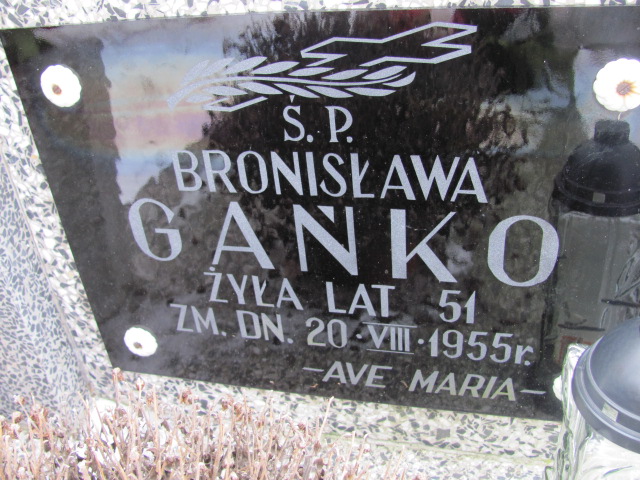 Ś. P.
BRONISŁAWA
GAŃKO
ŻYŁA LAT 51
ZM. DN. 20·VIII·1955r.
—AVE MARIA—